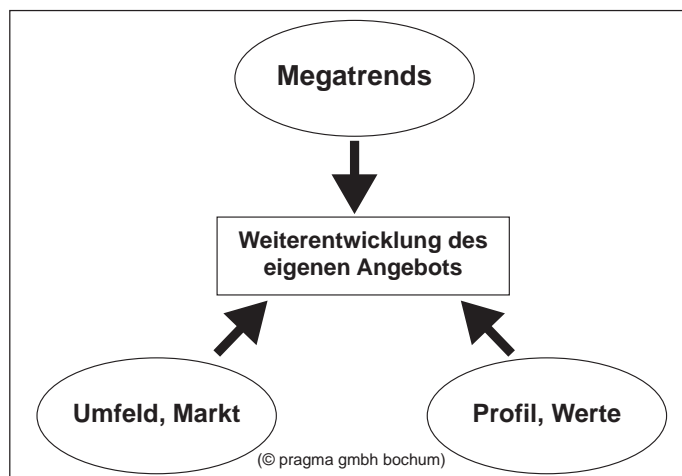 Megatrends
Weiterentwicklung des
eigenen Angebots
Umfeld, Markt
Profil, Werte
(© pragma gmbh bochum)